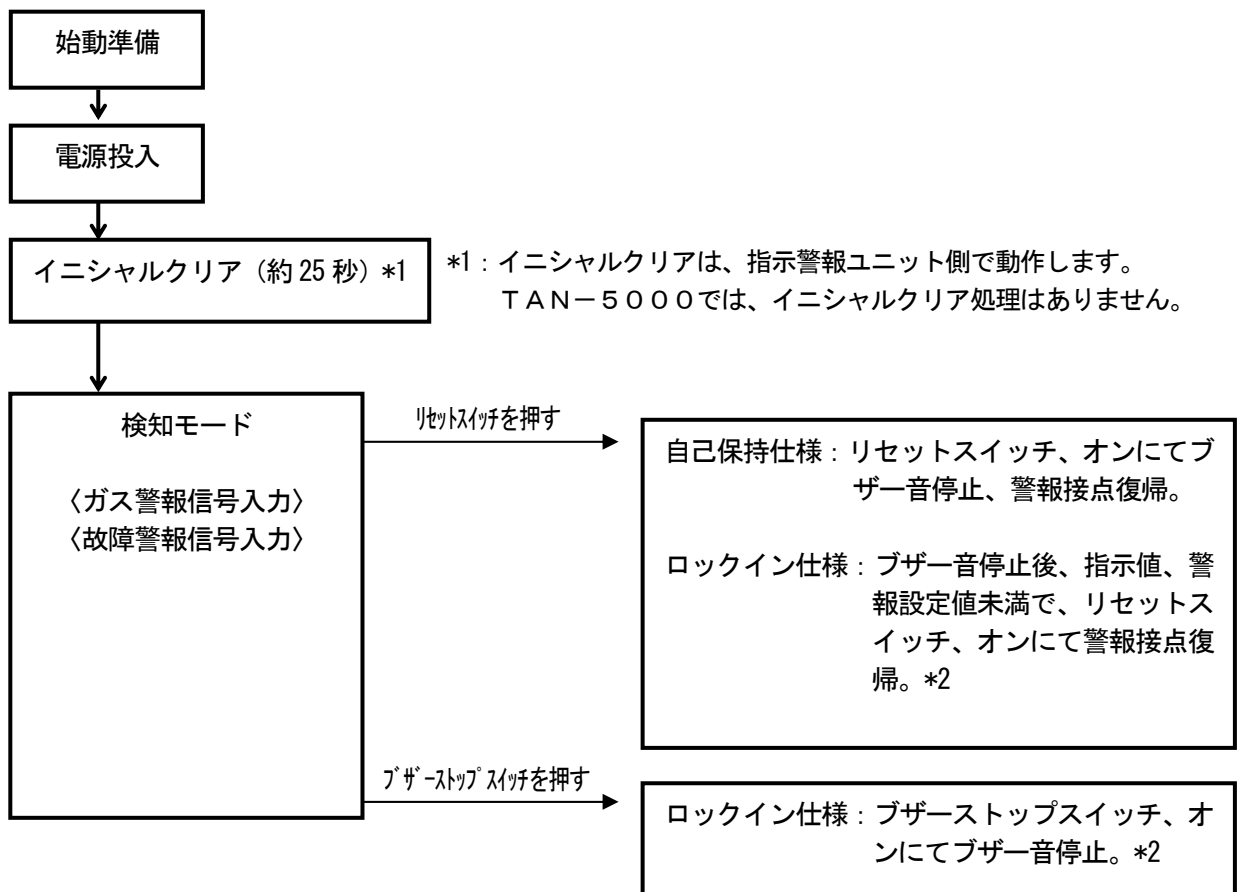 始動準備
電源投入
イニシャルクリア（約 25 秒）*1
*1：イニシャルクリアは、指示警報ユニット側で動作します。
ＴＡＮ－５０００では、イニシャルクリア処理はありません。
検知モード
〈ガス警報信号入力〉
〈故障警報信号入力〉
ﾘｾｯﾄｽｲｯﾁを押す
自己保持仕様：リセットスイッチ、オンにてブ
ザー音停止、警報接点復帰。
ロックイン仕様：ブザー音停止後、指示値、警
報設定値未満で、リセットス
イッチ、オンにて警報接点復
帰。*2
ﾌﾞｻﾞｰｽﾄｯﾌﾟｽｲｯﾁを押す
ロックイン仕様：ブザーストップスイッチ、オ
ンにてブザー音停止。*2